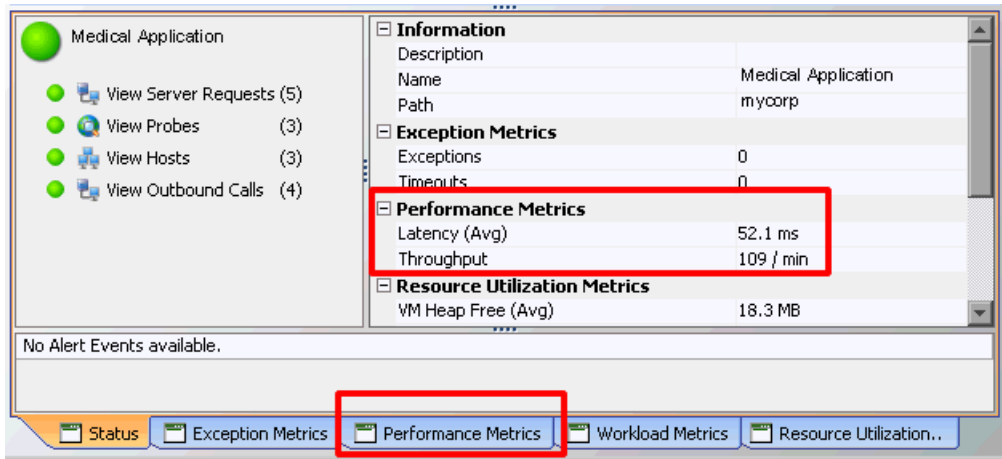 Medical Application
View Server Requests (5)
View Probes (3)
View Hosts (3)
View Outbound Calls (4)
Information
Description
Name Medical Application
Path mycorp
Exception Metrics
Exceptions 0
Timeouts 0
Performance Metrics
Latency (Avg) 52.1 ms
Throughput 109 / min
Resource Utilization Metrics
VM Heap Free (Avg) 18.3 MB
No Alert Events available.
Status Exception Metrics Performance Metrics Workload Metrics Resource Utilization..